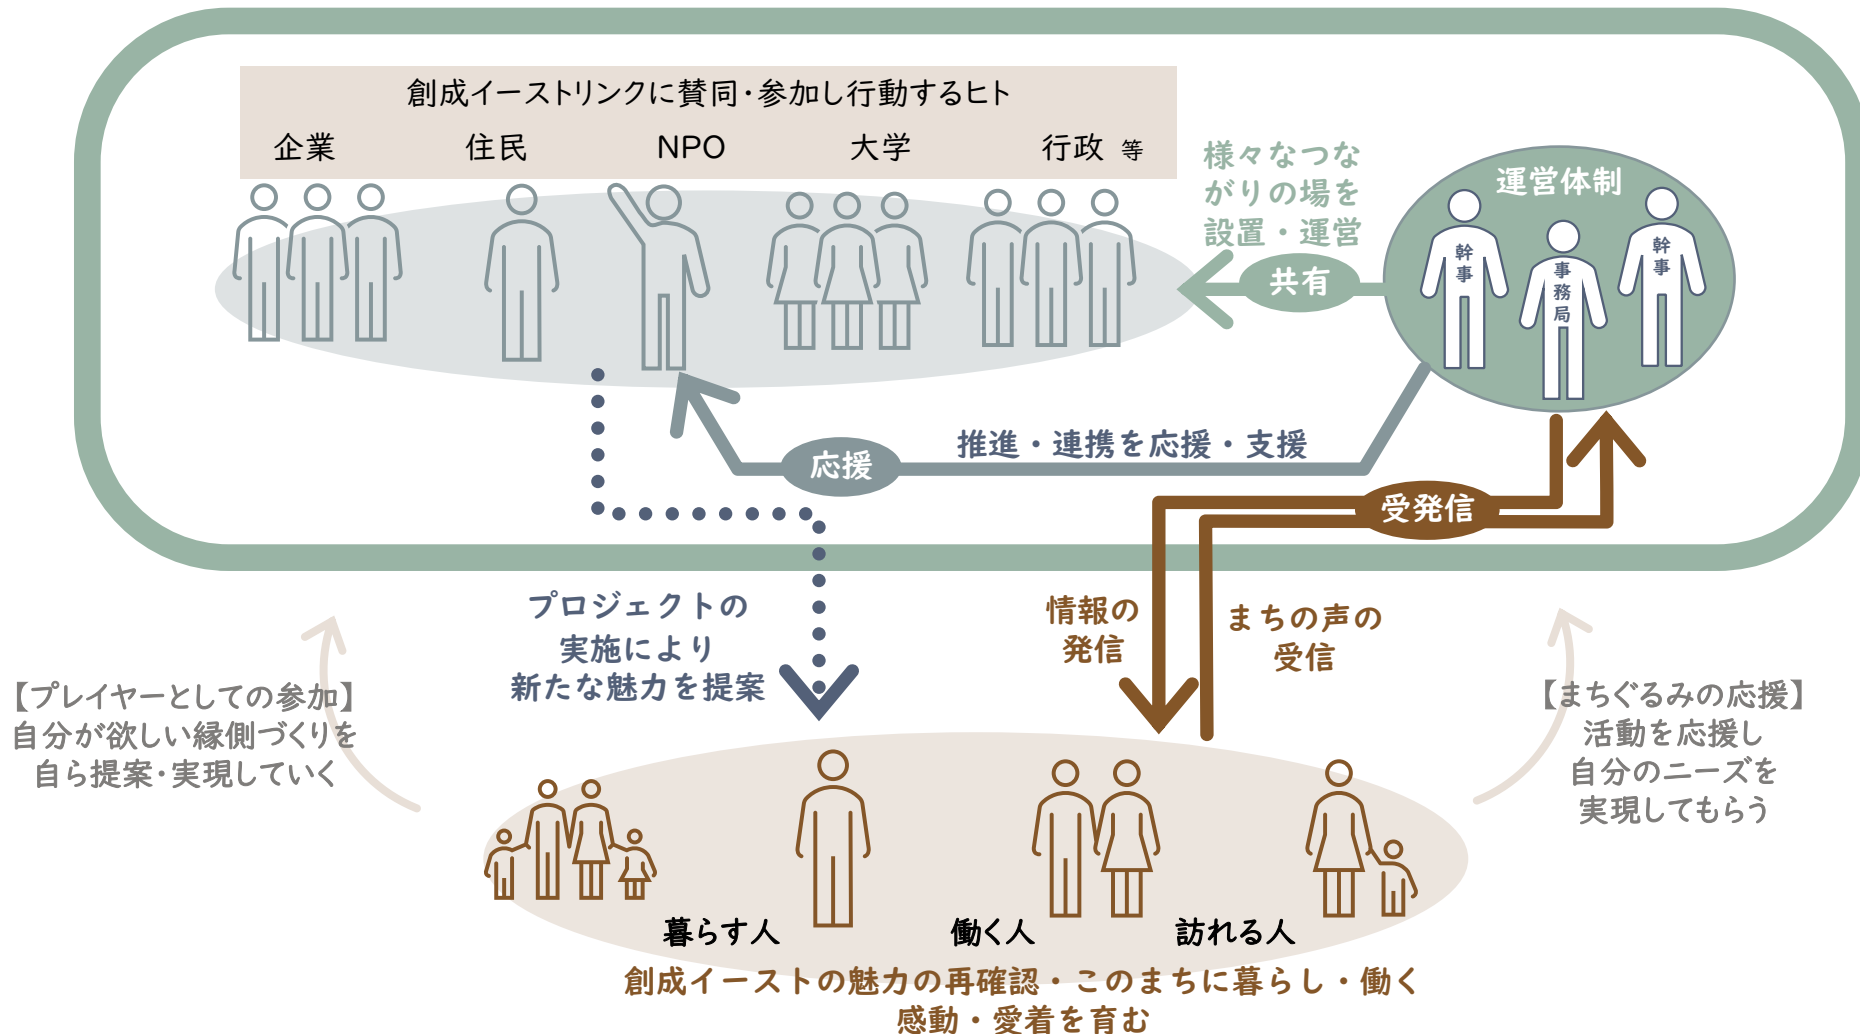 創成イーストリンクに賛同・参加し行動するヒト
企業 住民 NPO 大学 行政 等
様々なつな
がりの場を
設置・運営
共有
運営体制
幹事
事務局
幹事
推進・連携を応援・支援
応援
受発信
プロジェクトの
実施により
新たな魅力を提案
情報の
発信
まちの声の
受信
【プレイヤーとしての参加】
自分が欲しい縁側づくりを
自ら提案・実現していく
【まちぐるみの応援】
活動を応援し
自分のニーズを
実現してもらう
暮らす人 働く人 訪れる人
創成イーストの魅力の再確認・このまちに暮らし・働く
感動・愛着を育む